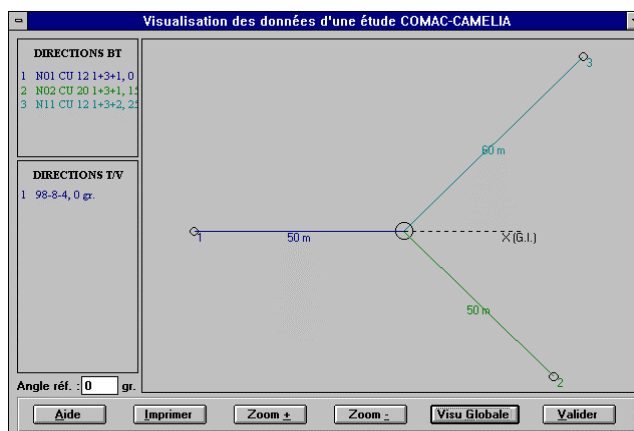 Visualisation des données d'une étude COMAC-CAMELIA
DIRECTIONS BT
1 N01 CU 12 1+3+1, 0
2 N02 CU 20 1+3+1, 15
3 N11 CU 12 1+3+2, 25
DIRECTIONS T/V
1 98-8-4, 0 gr.
3
60 m
1
50 m
X (G.I.)
50 m
2
Angle réf. : 0 gr.
Aide
Imprimer
Zoom +
Zoom -
Visu Globale
Valider